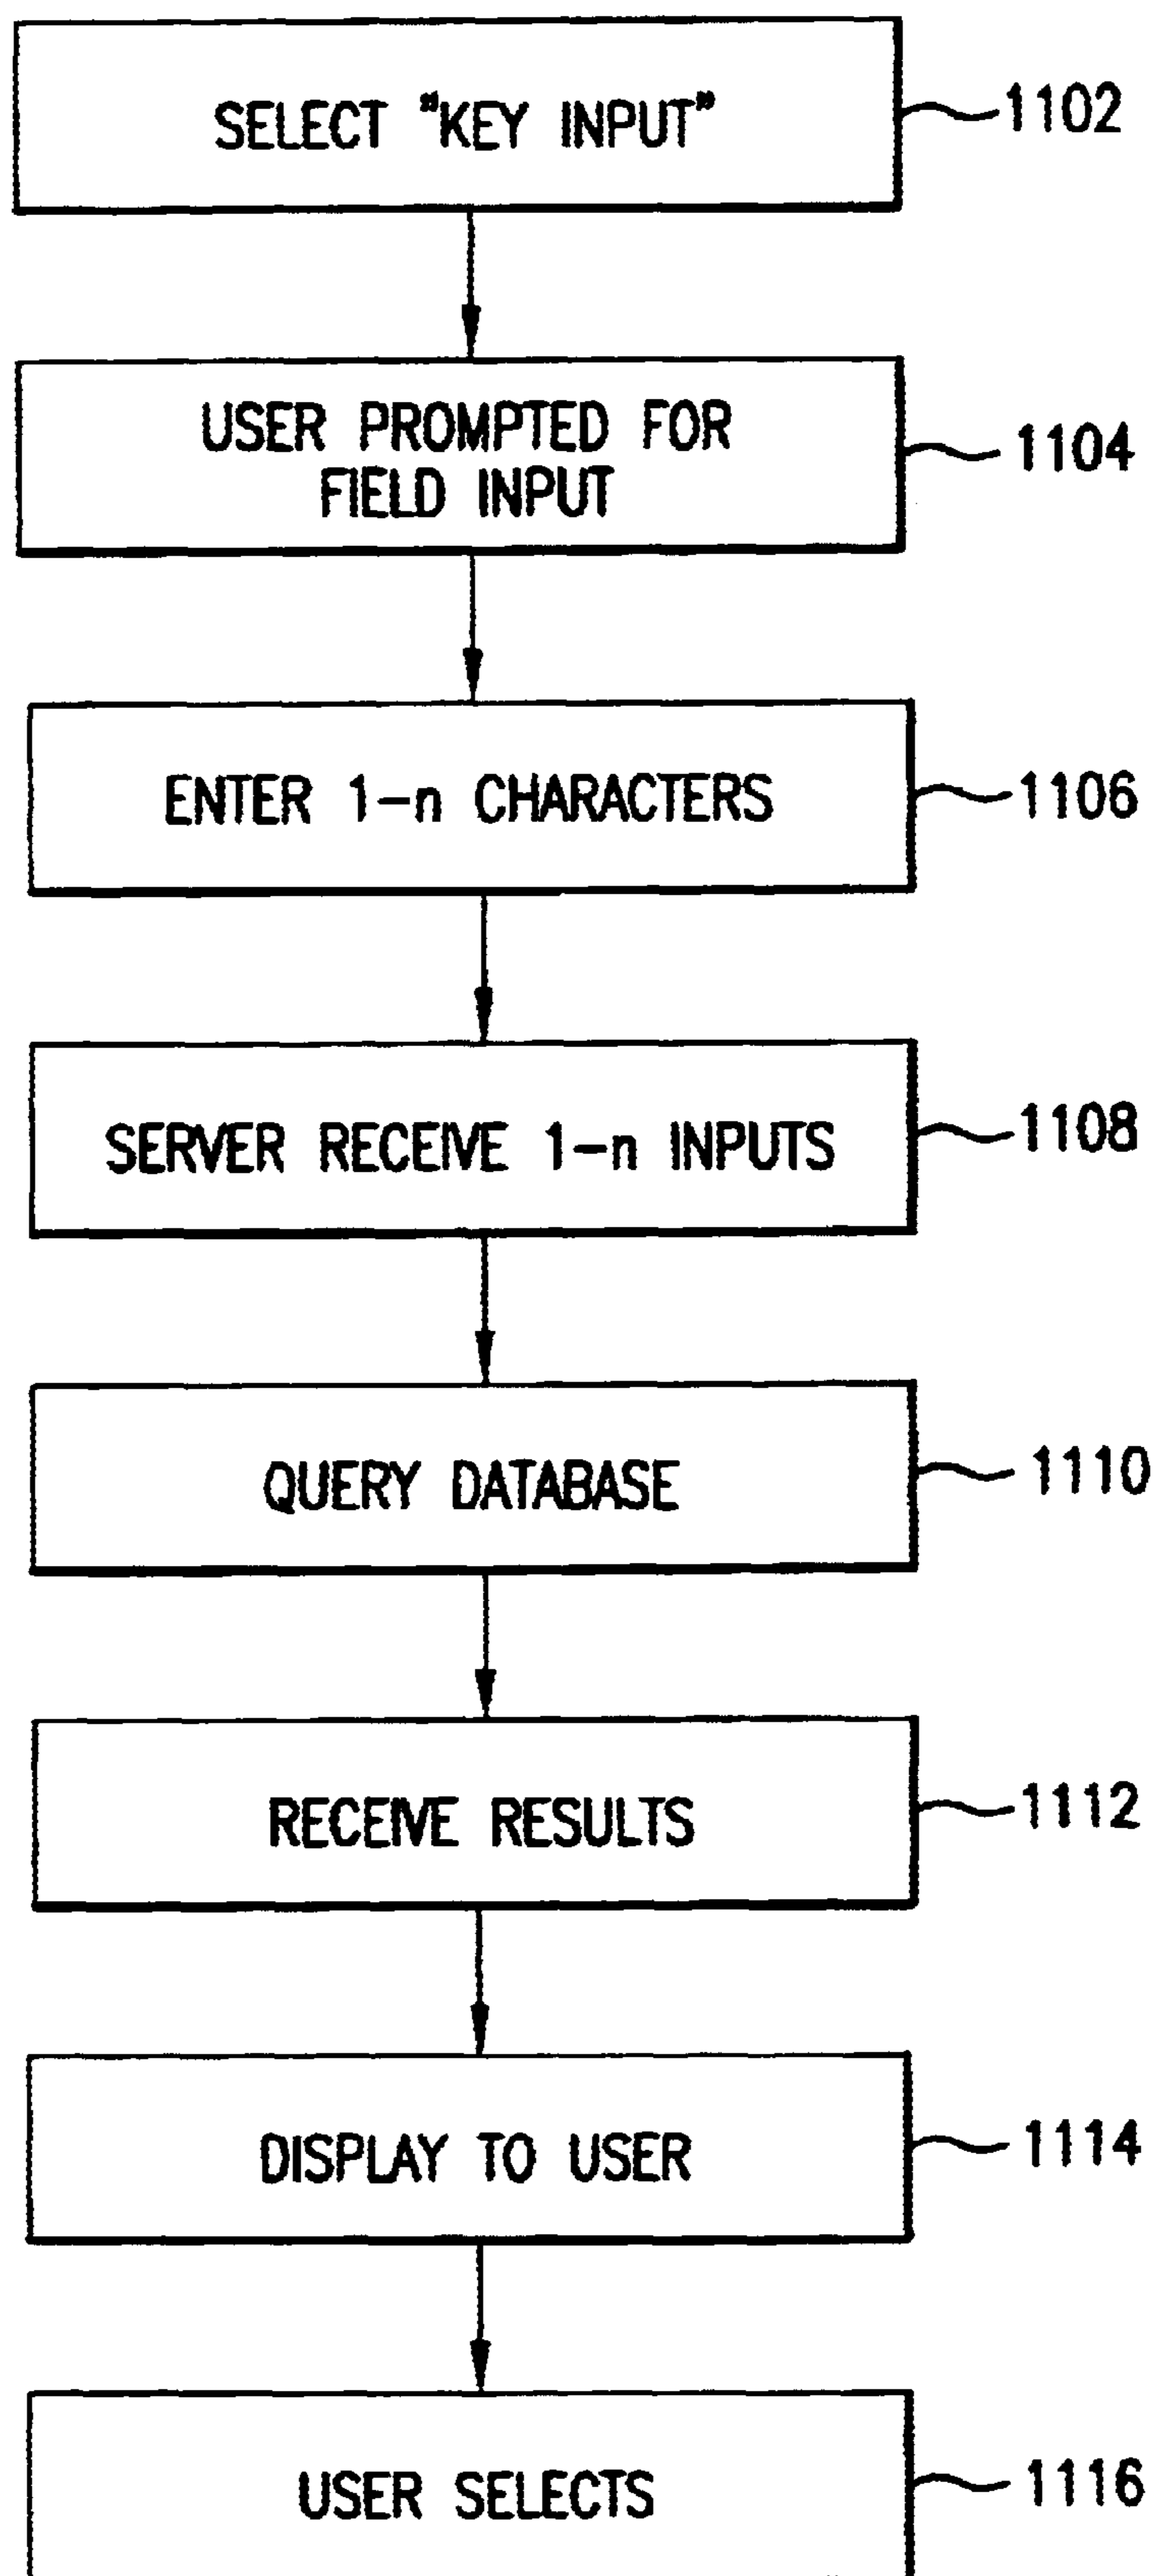 SELECT "KEY INPUT"
1102
USER PROMPTED FOR
FIELD INPUT
1104
ENTER 1-n CHARACTERS
1106
SERVER RECEIVE 1-n INPUTS
1108
QUERY DATABASE
1110
RECEIVE RESULTS
1112
DISPLAY TO USER
1114
USER SELECTS
1116